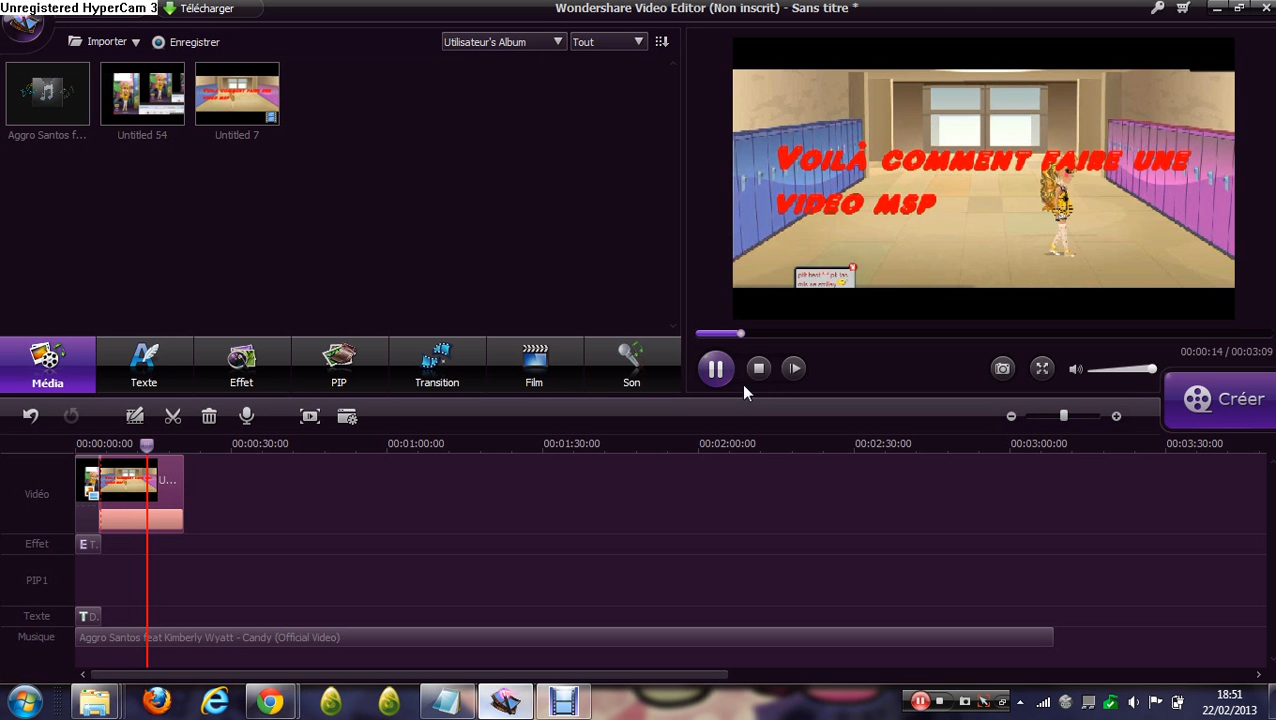 Unregistered HyperCam 3
Télécharger
Wondershare Video Editor (Non inscrit) - Sans titre *
Importer
Enregistrer
Utilisateur's Album
Tout
Aggro Santos f...
Untitled 54
Untitled 7
Voilà comment faire une
video msp
00:00:14 / 00:03:09
Média
Texte
Effet
PIP
Transition
Film
Son
Créer
00:00:00:00
00:00:30:00
00:01:00:00
00:01:30:00
00:02:00:00
00:02:30:00
00:03:00:00
00:03:30:00
Vidéo
U...
Effet
E T.
PIP1
Texte
T D.
Musique
Aggro Santos feat Kimberly Wyatt - Candy (Official Video)
18:51
22/02/2013